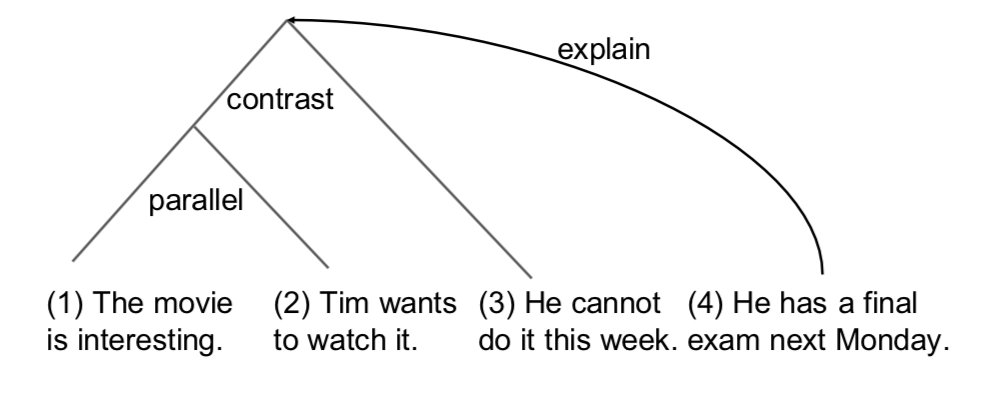 explain
contrast
parallel
(1) The movie
is interesting.
(2) Tim wants
to watch it.
(3) He cannot
do it this week.
(4) He has a final
exam next Monday.